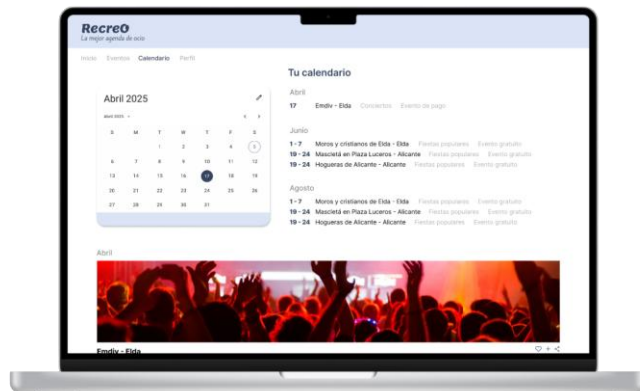 RecreO
La mejor agenda de ocio
Inicio Eventos Calendario Perfil
Tu calendario
Abril 2025
Abril 2025
S M T W T F S
1 2 3 4 5
6 7 8 9 10 11 12
13 14 15 16 17 18 19
20 21 22 23 24 25 26
27 28 29 30 31
Abril
17 Emdiv - Elda Conciertos Evento de pago
Junio
1 - 7 Moros y cristianos de Elda - Elda Fiestas populares Evento gratuito
19 - 24 Mascletá en Plaza Luceros - Alicante Fiestas populares Evento gratuito
19 - 24 Hogueras de Alicante - Alicante Fiestas populares Evento gratuito
Agosto
1 - 7 Moros y cristianos de Elda - Elda Fiestas populares Evento gratuito
19 - 24 Mascletá en Plaza Luceros - Alicante Fiestas populares Evento gratuito
19 - 24 Hogueras de Alicante - Alicante Fiestas populares Evento gratuito
Abril
Emdiv - Elda